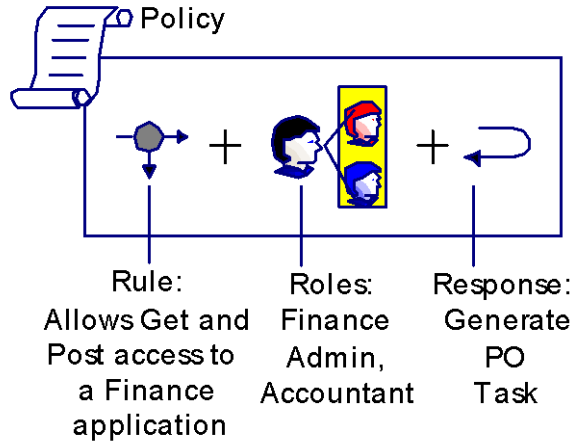 Policy
Rule:
Allows Get and
Post access to
a Finance
application
Roles:
Finance
Admin,
Accountant
Response:
Generate
PO
Task